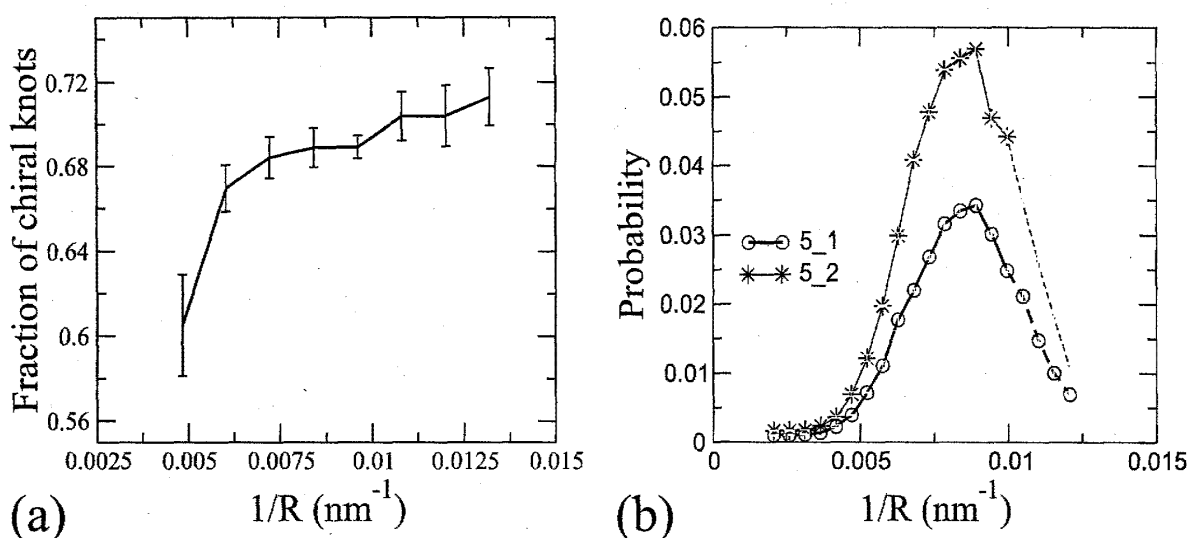 Fraction of chiral knots
0.72
0.68
0.64
0.6
0.56
0.0025 0.005 0.0075 0.01 0.0125 0.015
1/R (nm⁻¹)
(a)
Probability
0.06
0.05
0.04
0.03
0.02
0.01
0
5_1
5_2
0 0.005 0.01 0.015
1/R (nm⁻¹)
(b)